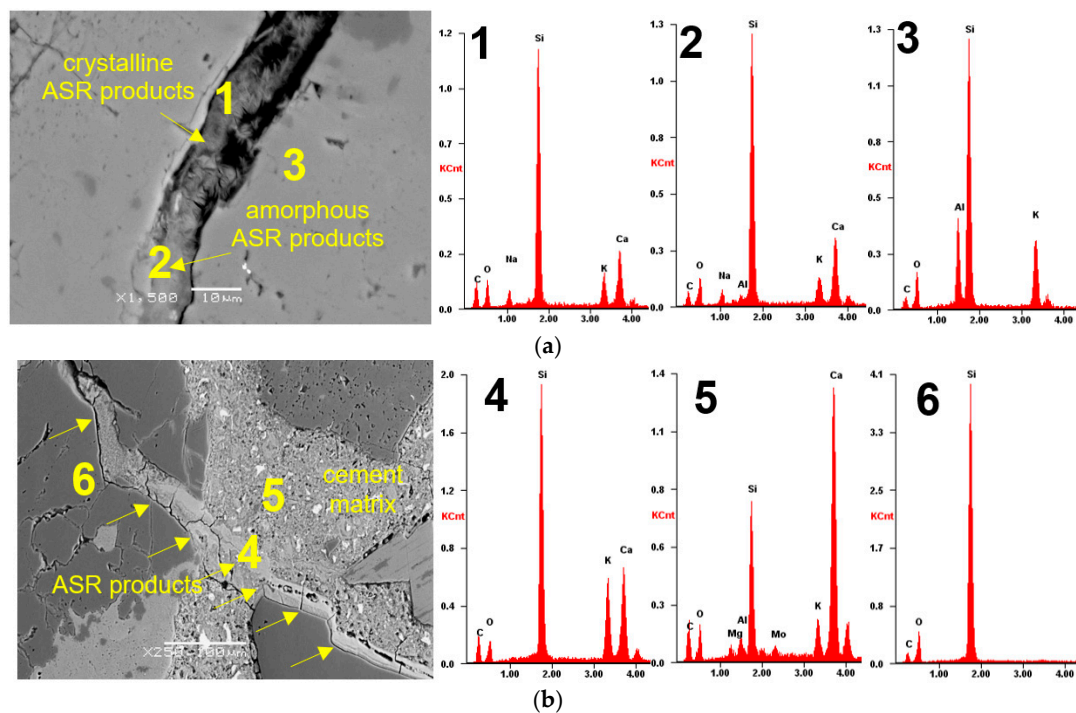 crystalline
ASR products
1
3
amorphous
ASR products
2
X1,500 10µm
1
1.2
1.0
0.7
KCnt
0.5
0.2
0.0
C
O
Na
Si
K
Ca
1.00 2.00 3.00 4.00
2
1.3
1.0
0.8
KCnt
0.5
0.3
0.0
C
O
Na
Al
Si
K
Ca
1.00 2.00 3.00 4.00
3
1.3
1.1
0.8
KCnt
0.5
0.3
0.0
C
O
Al
Si
K
1.00 2.00 3.00 4.00
(a)
6
5
cement
matrix
4
ASR products
X250 100µm
4
2.0
1.6
1.2
KCnt
0.8
0.4
0.0
C
O
Si
K
Ca
1.00 2.00 3.00 4.00
5
1.4
1.1
0.8
KCnt
0.6
0.3
0.0
C
O
Mg
Al
Si
Mo
K
Ca
1.00 2.00 3.00 4.00
6
4.1
3.3
2.5
KCnt
1.7
0.8
0.0
C
O
Si
1.00 2.00 3.00 4.00
(b)